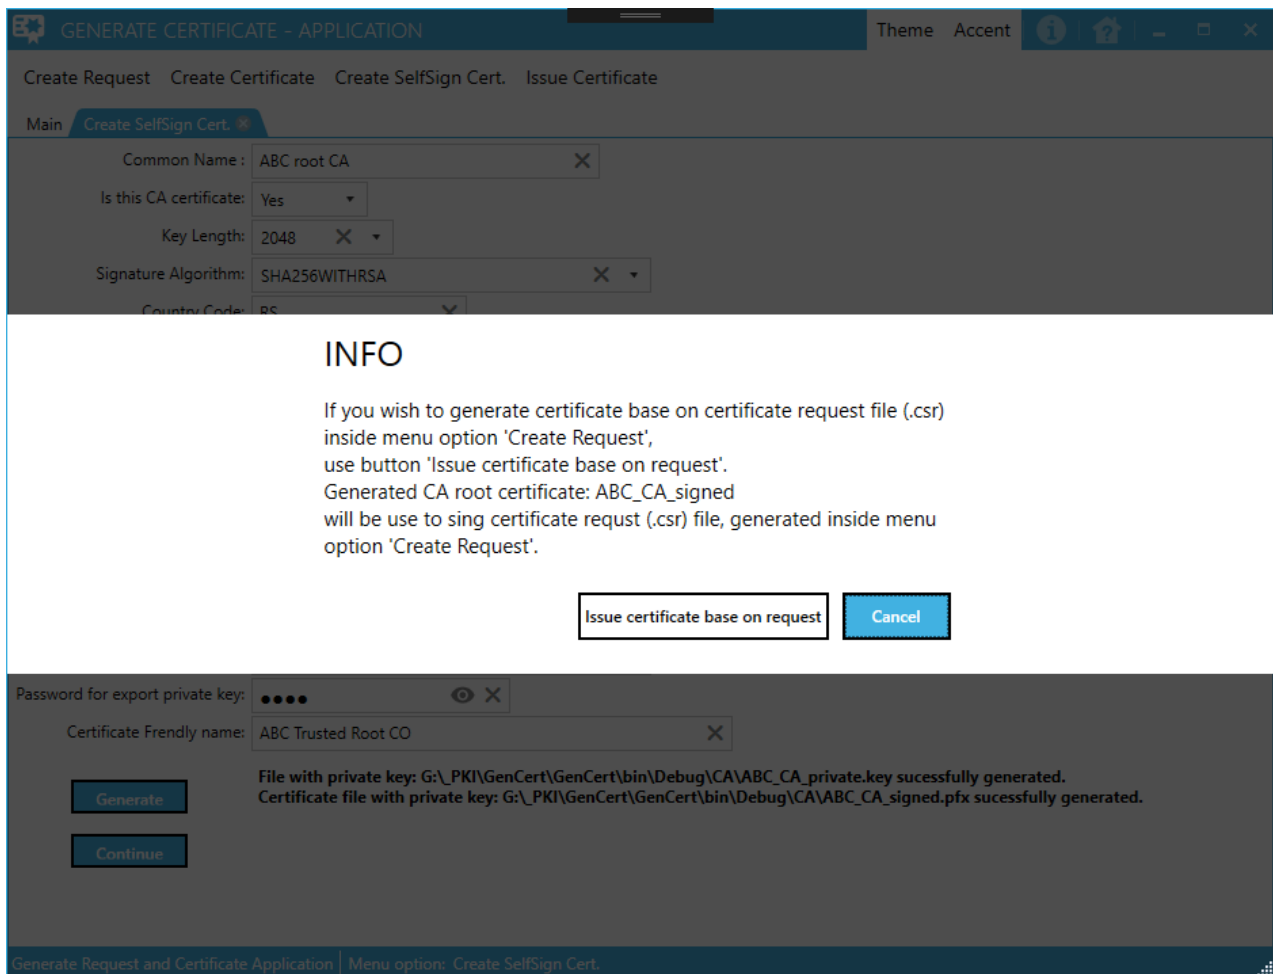 GENERATE CERTIFICATE - APPLICATION
Theme Accent
Create Request Create Certificate Create SelfSign Cert. Issue Certificate
Main Create SelfSign Cert.
Common Name : ABC root CA
Is this CA certificate: Yes
Key Length: 2048
Signature Algorithm: SHA256WITHRSA
Country Code: RS
INFO
If you wish to generate certificate base on certificate request file (.csr)
inside menu option 'Create Request',
use button 'Issue certificate base on request'.
Generated CA root certificate: ABC_CA_signed
will be use to sing certificate requst (.csr) file, generated inside menu
option 'Create Request'.
Issue certificate base on request Cancel
Password for export private key:
Certificate Frendly name: ABC Trusted Root CO
File with private key: G:\_PKI\GenCert\GenCert\bin\Debug\CA\ABC_CA_private.key sucessfully generated.
Generate
Certificate file with private key: G:\_PKI\GenCert\GenCert\bin\Debug\CA\ABC_CA_signed.pfx sucessfully generated.
Continue
Generate Request and Certificate Application Menu option: Create SelfSign Cert.